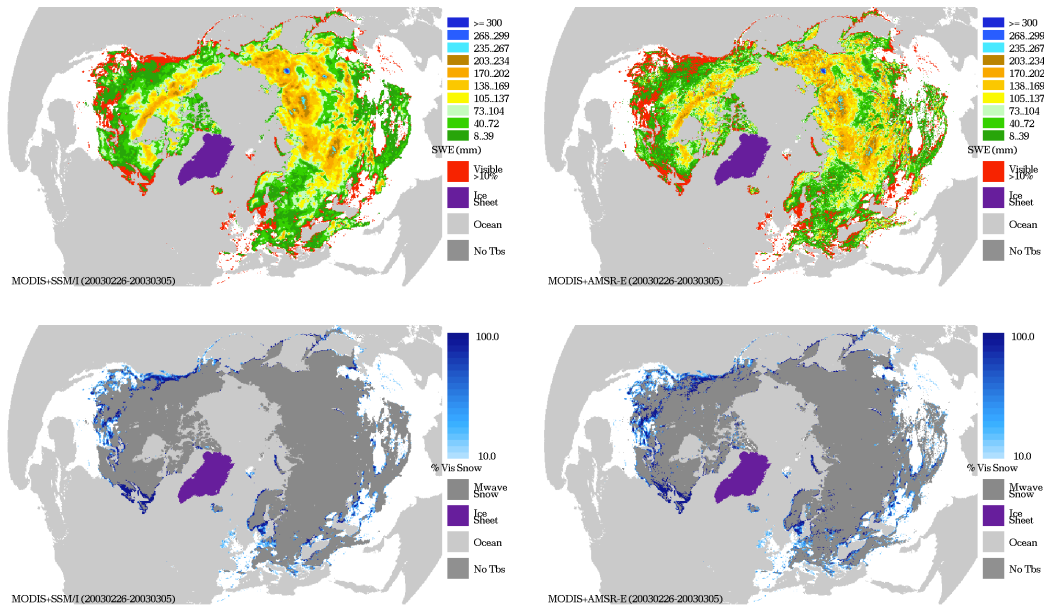 >= 300
268..299
235..267
203..234
170..202
138..169
105..137
73..104
40..72
8..39
SWE (mm)
Visible
>10%
Ice
Sheet
Ocean
No Tbs
MODIS+SSM/I (20030226-20030305)
>= 300
268..299
235..267
203..234
170..202
138..169
105..137
73..104
40..72
8..39
SWE (mm)
Visible
>10%
Ice
Sheet
Ocean
No Tbs
MODIS+AMSR-E (20030226-20030305)
100.0
10.0
% Vis Snow
Mwave
Snow
Ice
Sheet
Ocean
No Tbs
MODIS+SSM/I (20030226-20030305)
100.0
10.0
% Vis Snow
Mwave
Snow
Ice
Sheet
Ocean
No Tbs
MODIS+AMSR-E (20030226-20030305)